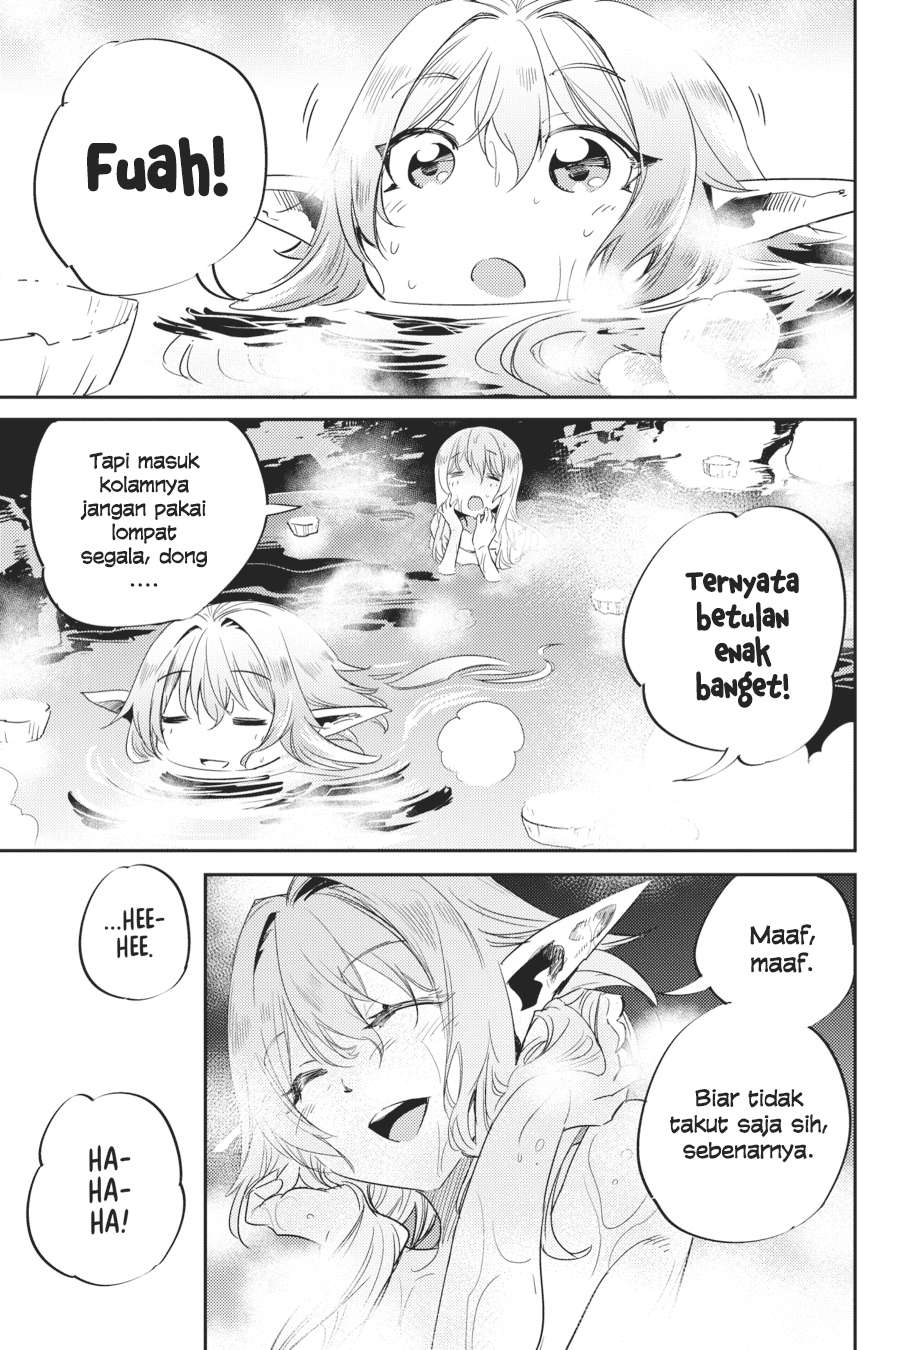 Fuah!
Ternyata
betulan
enak
banget!
Tapi masuk
kolamnya
jangan pakai
lompat
segala, dong
....
Maaf,
maaf.
Biar tidak
takut saja sih,
sebenarnya.
...HEE-
HEE.
HA-
HA-
HA!